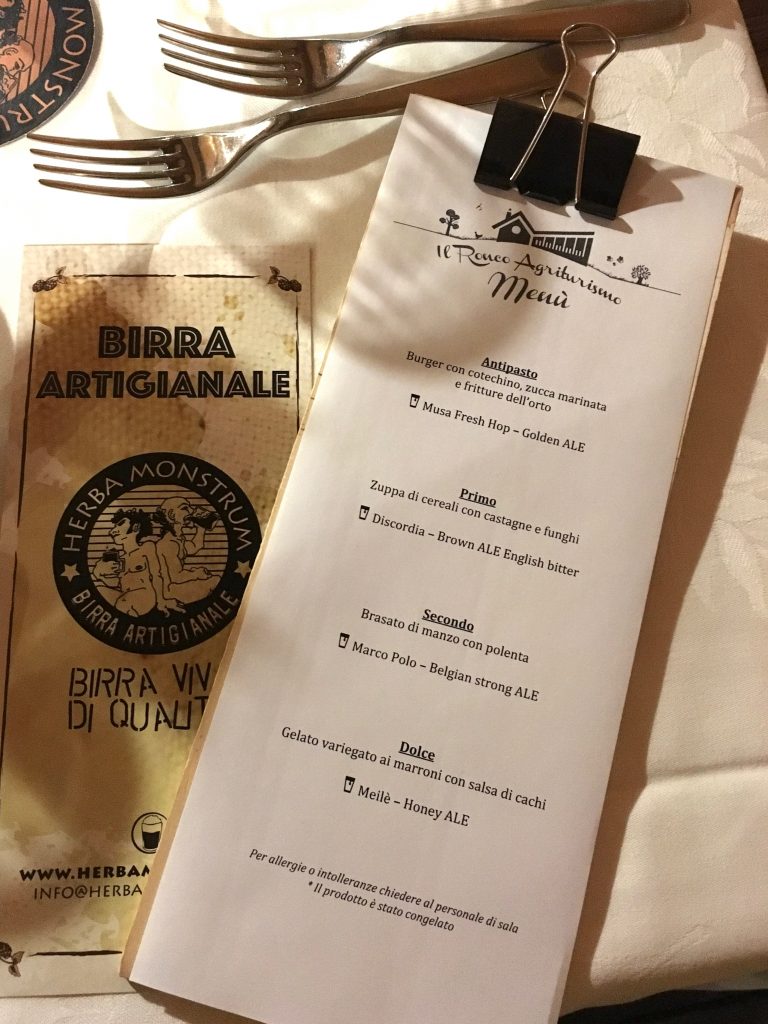 MONSTRU
BIRRA
ARTIGIANALE
HERBA MONSTRUM
BIRRA ARTIGIANALE
BIRRA VIV
DI QUALIT
WWW.HERBA
INFO@HERBA
Il Ronco Agriturismo
Menù
Antipasto
Burger con cotechino, zucca marinata
e fritture dell'orto
Musa Fresh Hop – Golden ALE
Primo
Zuppa di cereali con castagne e funghi
Discordia – Brown ALE English bitter
Secondo
Brasato di manzo con polenta
Marco Polo – Belgian strong ALE
Dolce
Gelato variegato ai marroni con salsa di cachi
Meilè – Honey ALE
Per allergie o intolleranze chiedere al personale di sala
* Il prodotto è stato congelato